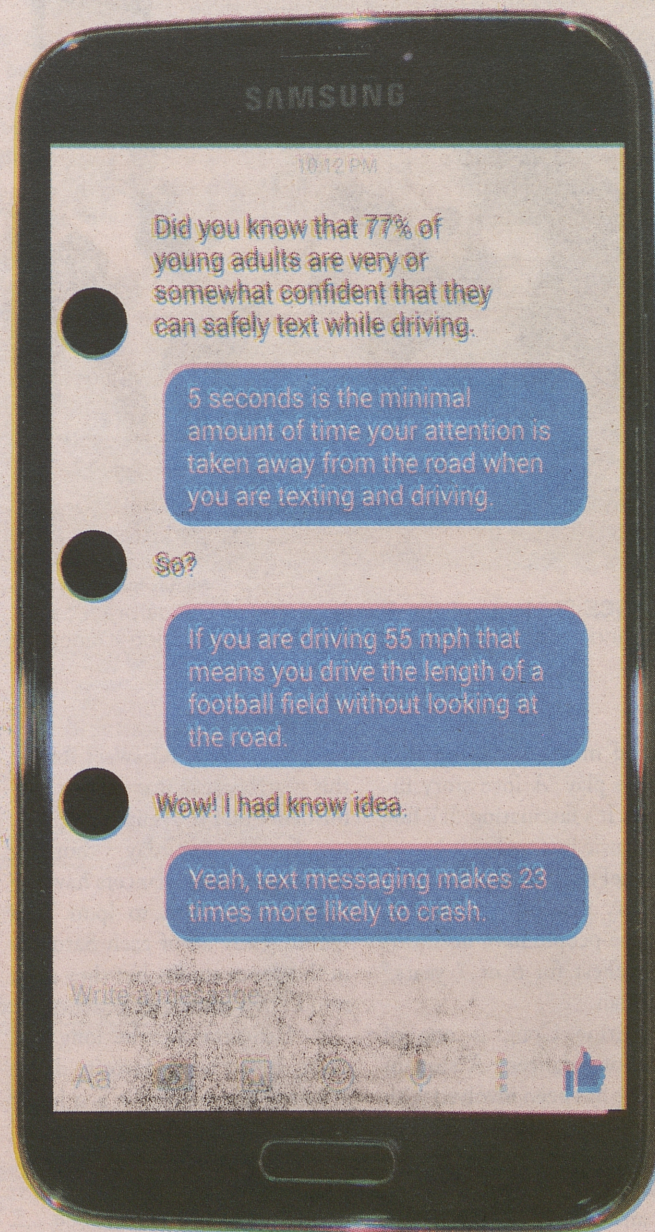 SAMSUNG
10:12 PM
Did you know that 77% of
young adults are very or
somewhat confident that they
can safely text while driving.
5 seconds is the minimal
amount of time your attention is
taken away from the road when
you are texting and driving.
So?
If you are driving 55 mph that
means you drive the length of a
football field without looking at
the road.
Wow! I had know idea.
Yeah, text messaging makes 23
times more likely to crash.
Aa